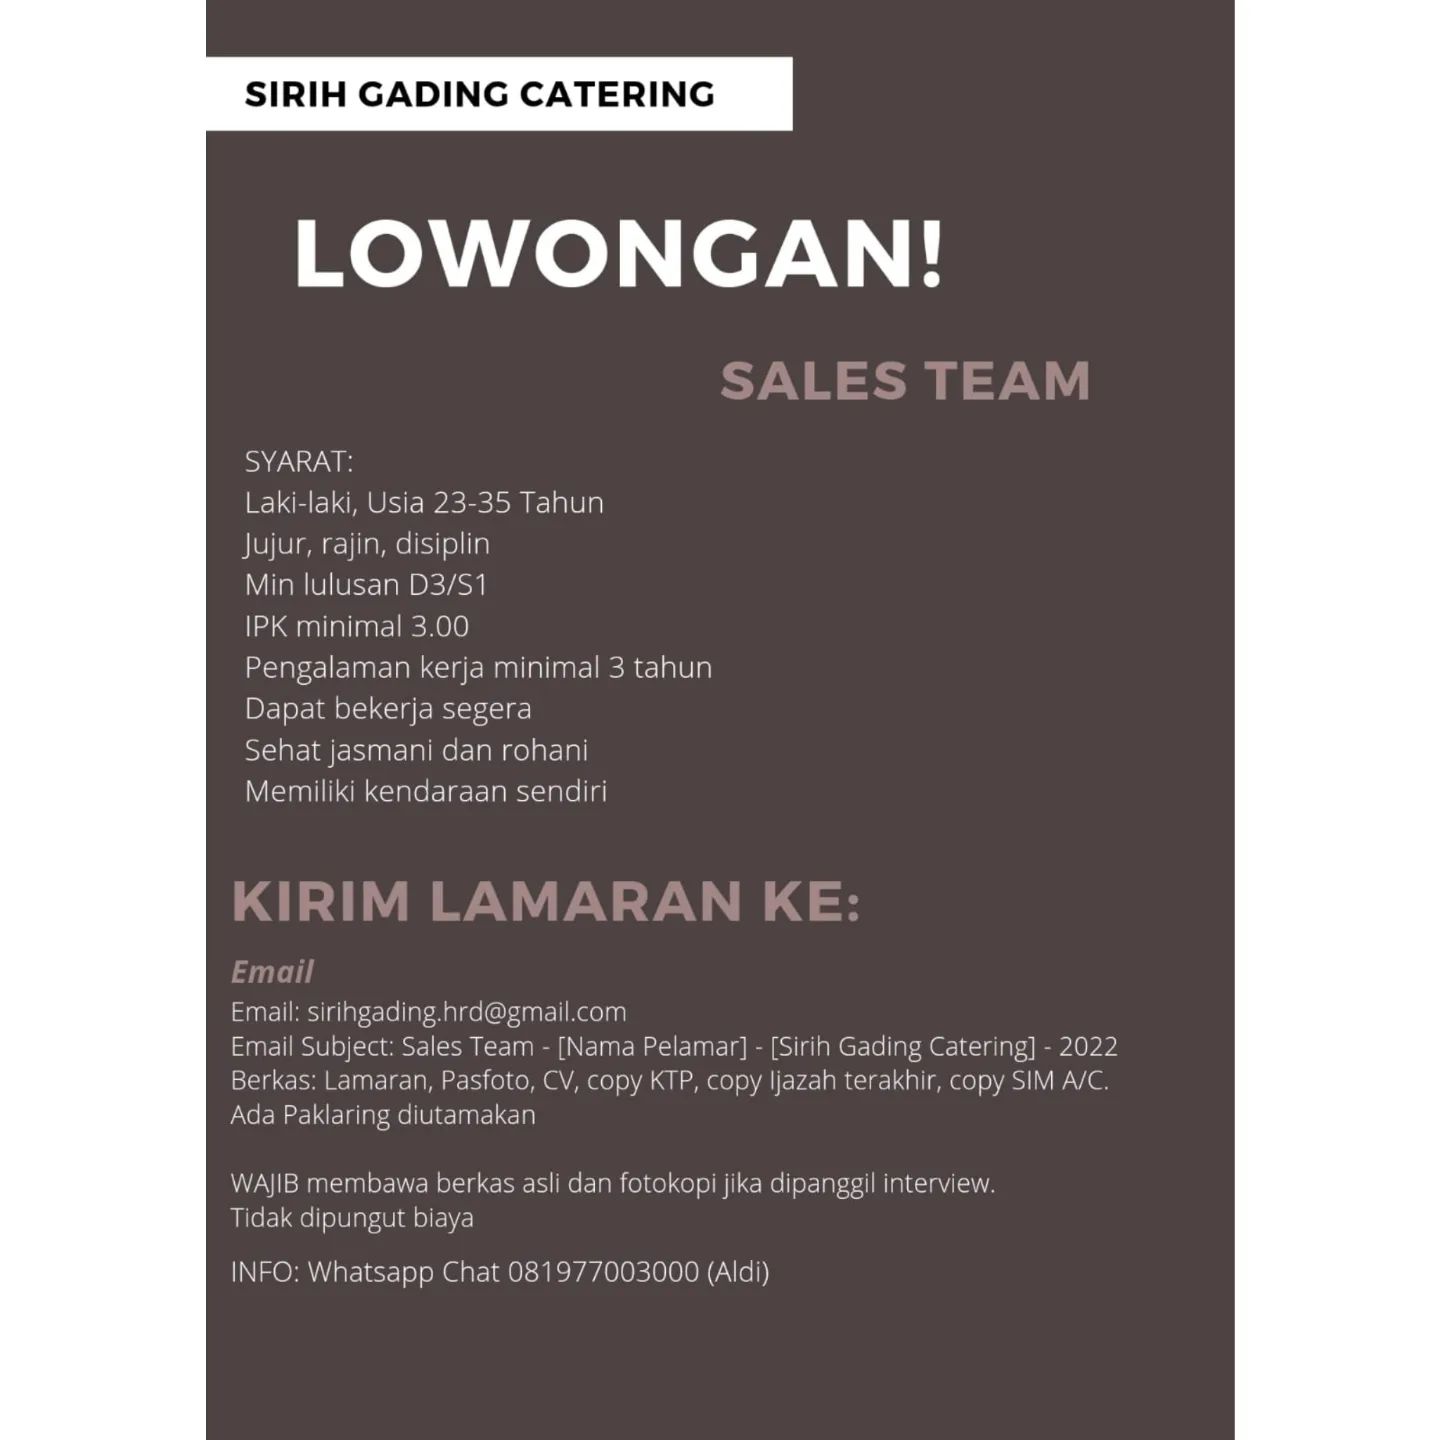 SIRIH GADING CATERING
LOWONGAN!
SALES TEAM
SYARAT:
Laki-laki, Usia 23-35 Tahun
Jujur, rajin, disiplin
Min lulusan D3/S1
IPK minimal 3.00
Pengalaman kerja minimal 3 tahun
Dapat bekerja segera
Sehat jasmani dan rohani
Memiliki kendaraan sendiri
KIRIM LAMARAN KE:
Email
Email: sirihgading.hrd@gmail.com
Email Subject: Sales Team - [Nama Pelamar] - [Sirih Gading Catering] - 2022
Berkas: Lamaran, Pasfoto, CV, copy KTP, copy Ijazah terakhir, copy SIM A/C.
Ada Paklaring diutamakan
WAJIB membawa berkas asli dan fotokopi jika dipanggil interview.
Tidak dipungut biaya
INFO: Whatsapp Chat 081977003000 (Aldi)